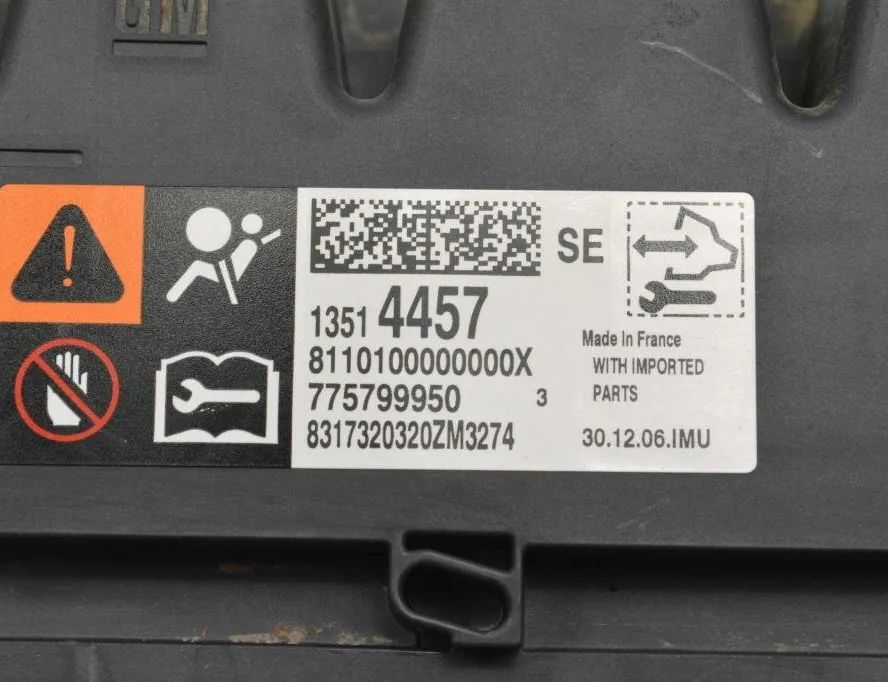 GM
SE
1351 4457
8110100000000X
775799950 3
8317320320ZM3274
Made In France
WITH IMPORTED
PARTS
30.12.06.IMU